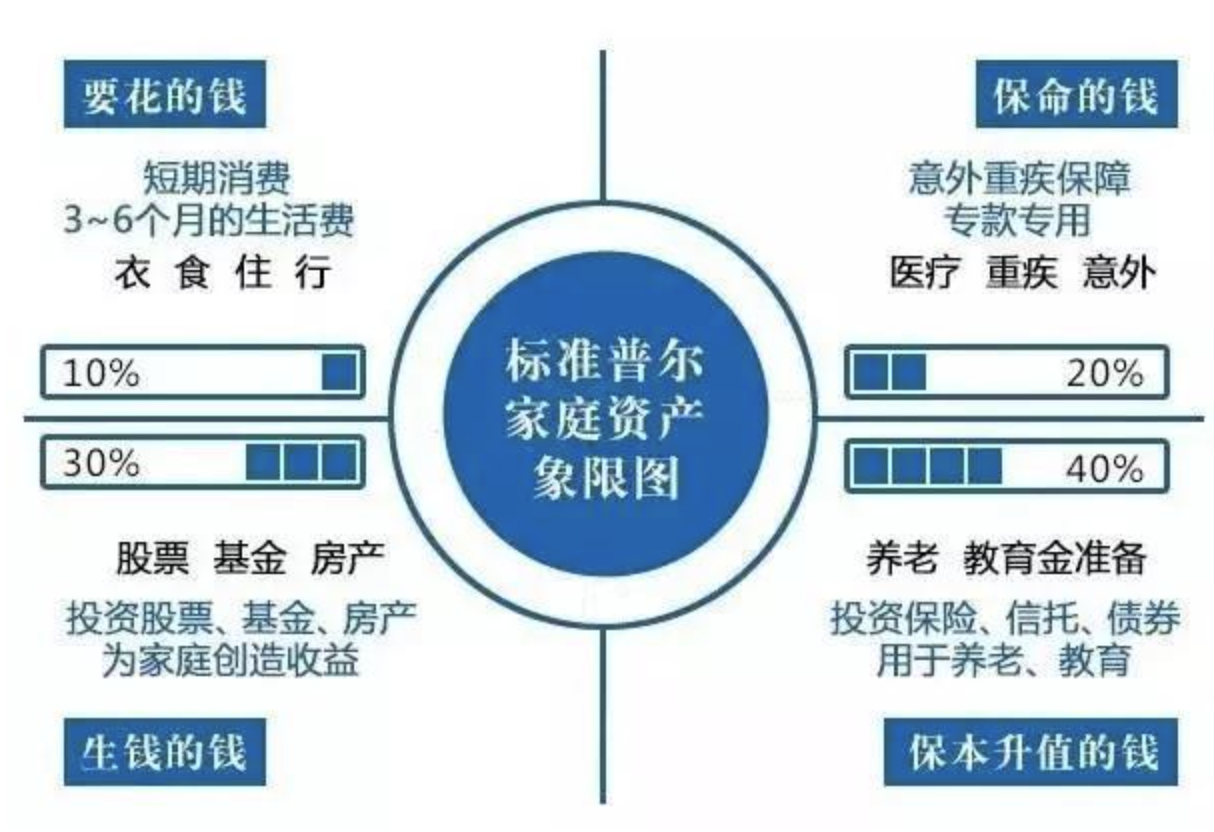 要花的钱
短期消费
3~6个月的生活费
衣 食 住 行
10%
保命的钱
意外重疾保障
专款专用
医疗 重疾 意外
20%
标准普尔
家庭资产
象限图
30%
股票 基金 房产
投资股票、基金、房产
为家庭创造收益
生钱的钱
40%
养老 教育金准备
投资保险、信托、债券
用于养老、教育
保本升值的钱